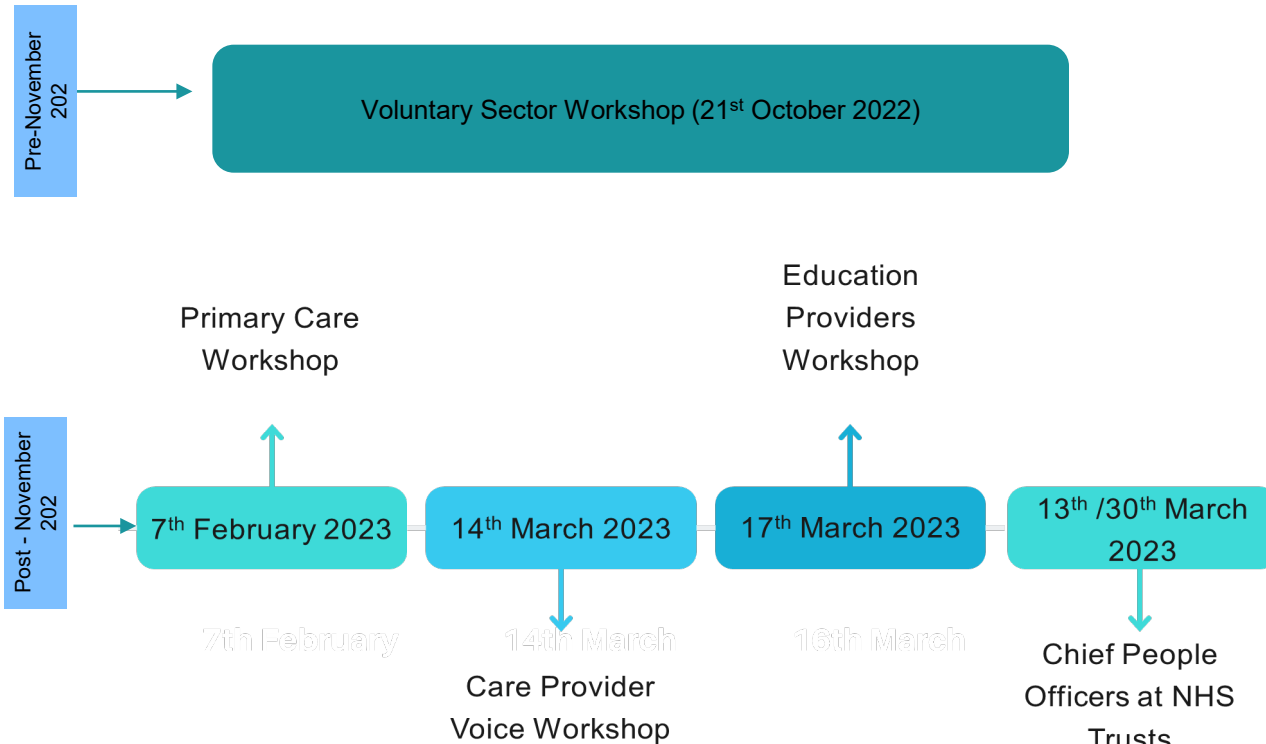 Pre-November
202
Voluntary Sector Workshop (21st October 2022)
Primary Care
Workshop
Education
Providers
Workshop
Post - November
202
7th February 2023
14th March 2023
17th March 2023
13th /30th March
2023
7th February
14th March
16th March
Care Provider
Voice Workshop
Chief People
Officers at NHS
Trusts